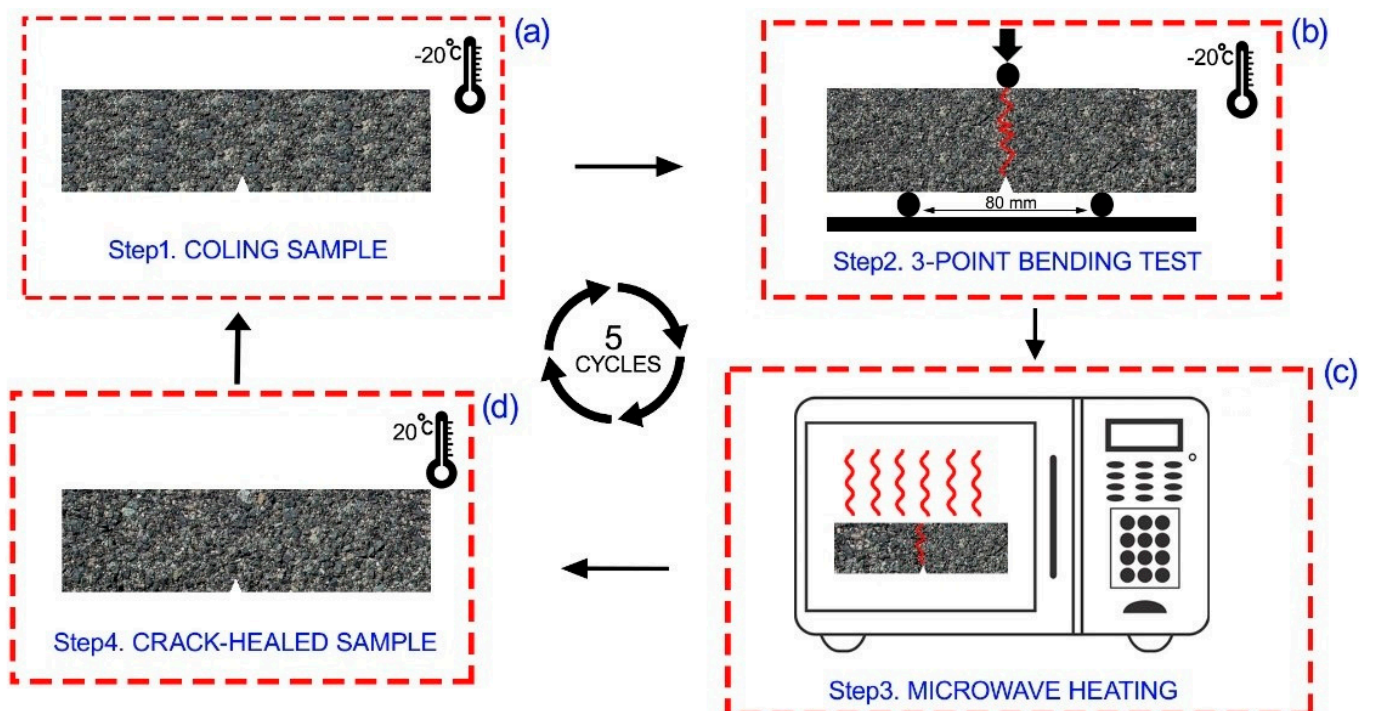 (a)
-20°C
Step1. COLING SAMPLE
(b)
-20°C
80 mm
Step2. 3-POINT BENDING TEST
5
CYCLES
(c)
Step3. MICROWAVE HEATING
(d)
20°C
Step4. CRACK-HEALED SAMPLE